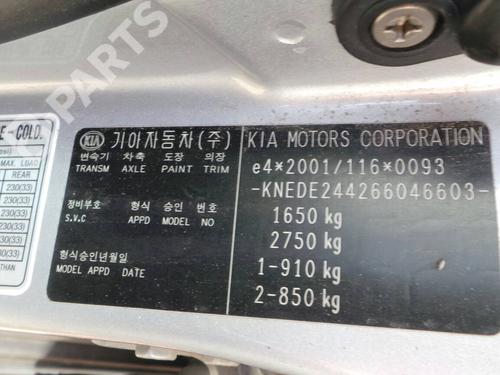 E - COLD.
MAX. LOAD
REAR
230(33)
230(33)
230(33)
230(33)
230(33)
THAN
KIA 기아자동차(주)
변속기 차축 도장 의장
TRANSM AXLE PAINT TRIM
정비부호 형식 승인 번호
S.V.C APPD MODEL NO
형식승인년월일
MODEL APPD DATE
KIA MOTORS CORPORATION
e4*2001/116*0093
-KNEDE244266046603-
1650 kg
2750 kg
1-910 kg
2-850 kg
PARTS